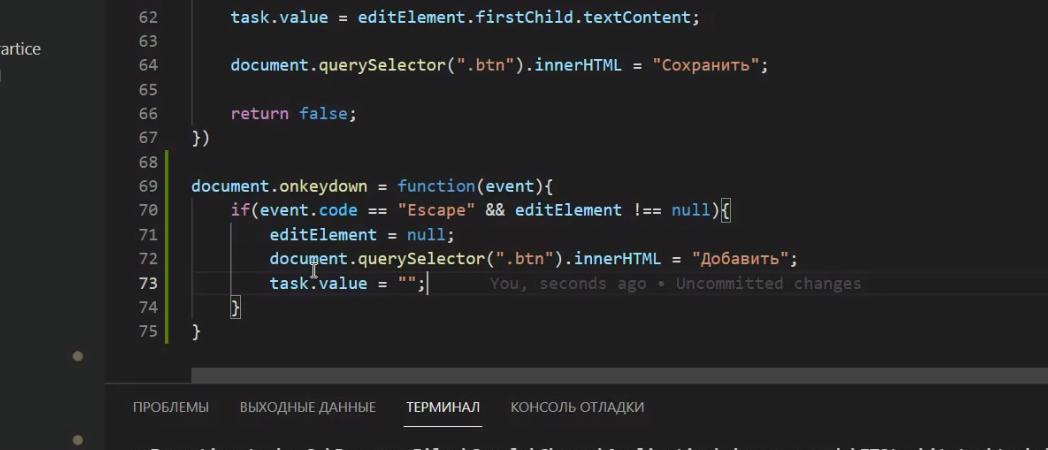 artice
62 task.value = editElement.firstChild.textContent;
63
64 document.querySelector(".btn").innerHTML = "Сохранить";
65
66 return false;
67 })
68
69 document.onkeydown = function(event){
70 if(event.code == "Escape" && editElement !== null){
71 editElement = null;
72 document.querySelector(".btn").innerHTML = "Добавить";
73 task.value = ""; You, seconds ago • Uncommitted changes
74 }
75 }
ПРОБЛЕМЫ ВЫХОДНЫЕ ДАННЫЕ ТЕРМИНАЛ КОНСОЛЬ ОТЛАДКИ